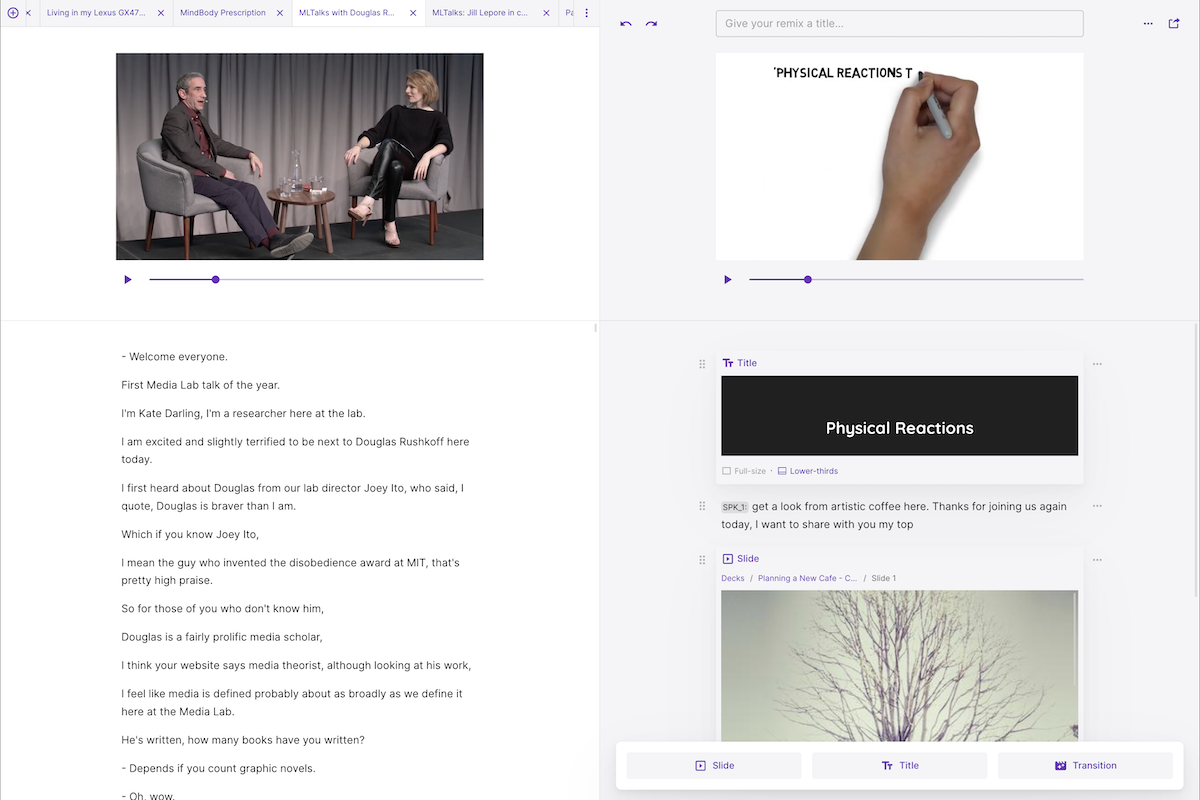 Living in my Lexus GX47...
MindBody Prescription
MLTalks with Douglas R...
MLTalks: Jill Lepore in c...
Pa
- Welcome everyone.
First Media Lab talk of the year.
I'm Kate Darling, I'm a researcher here at the lab.
I am excited and slightly terrified to be next to Douglas Rushkoff here
today.
I first heard about Douglas from our lab director Joey Ito, who said, I
quote, Douglas is braver than I am.
Which if you know Joey Ito,
I mean the guy who invented the disobedience award at MIT, that's
pretty high praise.
So for those of you who don't know him,
Douglas is a fairly prolific media scholar,
I think your website says media theorist, although looking at his work,
I feel like media is defined probably about as broadly as we define it
here at the Media Lab.
He's written, how many books have you written?
- Depends if you count graphic novels.
- Oh, wow.
Give your remix a title...
'PHYSICAL REACTIONS T
Title
Physical Reactions
Full-size · Lower-thirds
SPK_1: get a look from artistic coffee here. Thanks for joining us again
today, I want to share with you my top
Slide
Decks / Planning a New Cafe - C... / Slide 1
Slide
Title
Transition